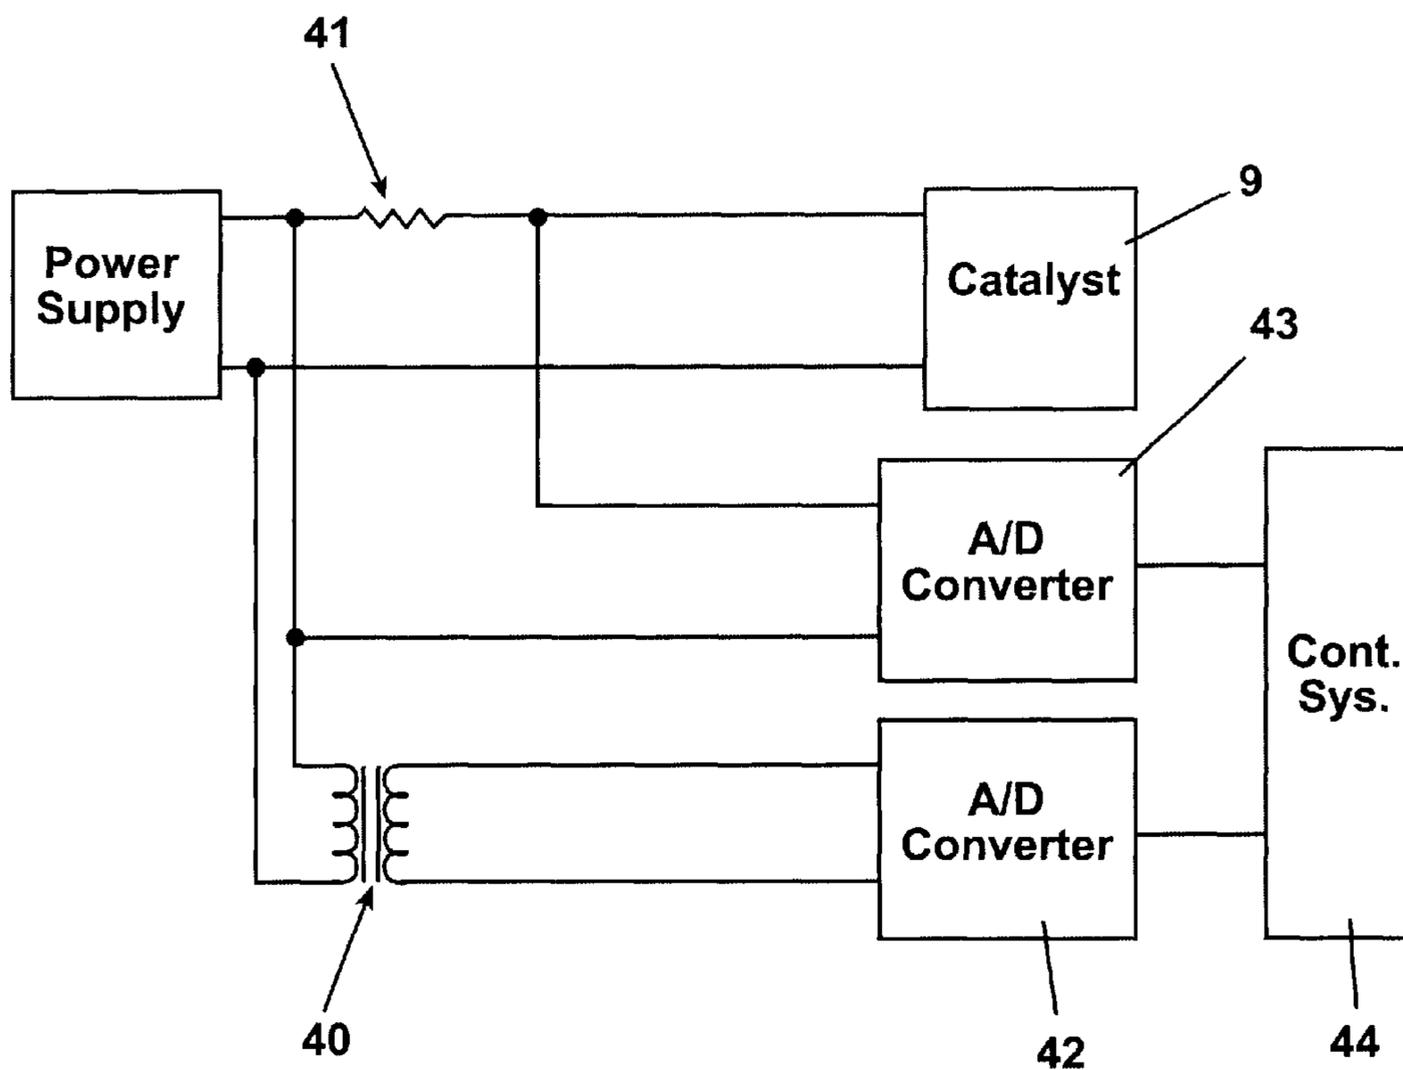 41
9
Power
Supply
Catalyst
43
A/D
Converter
Cont.
Sys.
A/D
Converter
40
42
44